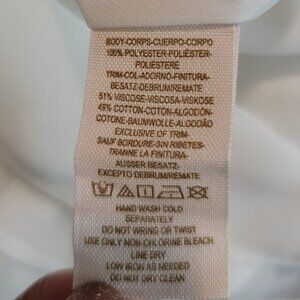 BODY-CORPS-CUERPO-CORPO
100% POLYESTER-POLIÉSTER-
POLIESTERE
TRIM-COL-ADORNO-FINITURA-
BESATZ-DEBRUM/REMATE
51% VISCOSE-VISCOSA-VISKOSE
49% COTTON-COTON-ALGODÓN-
COTONE-BAUMWOLLE-ALGODÃO
EXCLUSIVE OF TRIM-
SAUF BORDURE-SIN RIBETES-
TRANNE LA FINITURA-
AUSSER BESATZ-
EXCEPTO DEBRUM/REMATE
HAND WASH COLD
SEPARATELY
DO NOT WRING OR TWIST
USE ONLY NON-CHLORINE BLEACH
LINE DRY
LOW IRON AS NEEDED
DO NOT DRY CLEAN